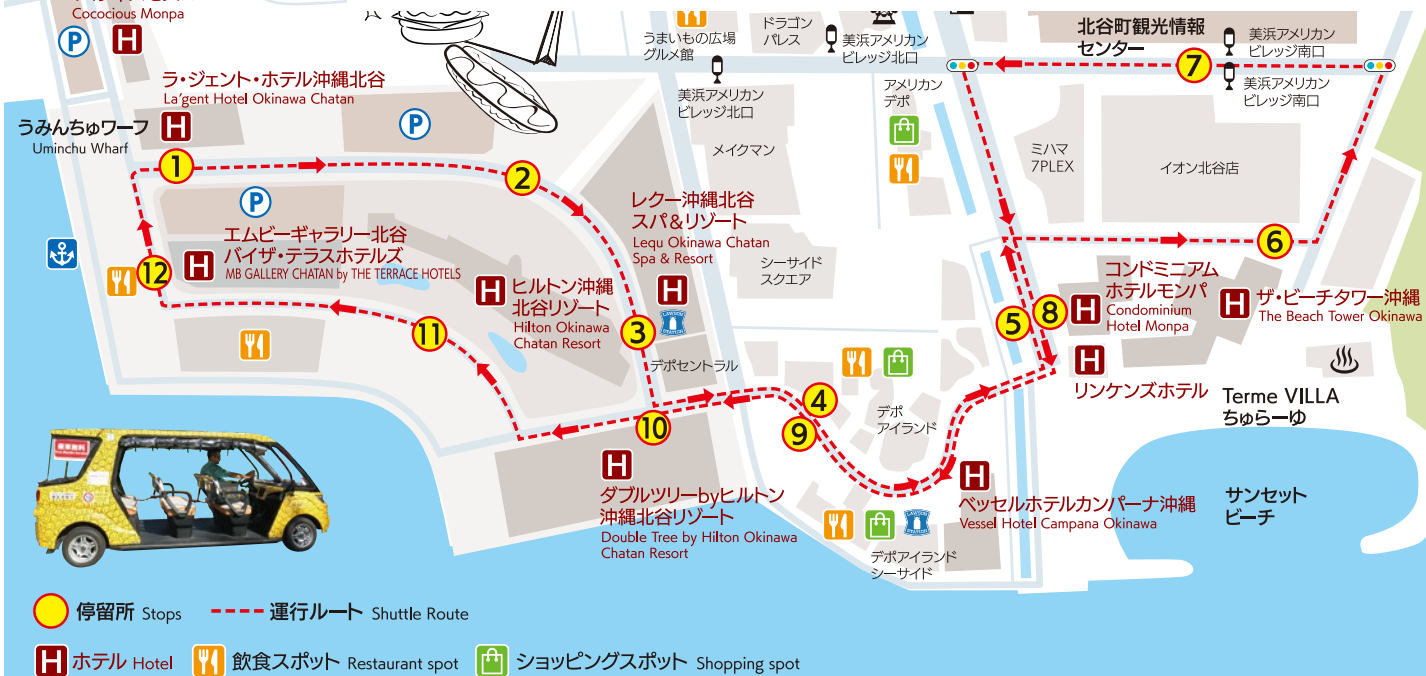 Cococious Monpa
P
H
うまいもの広場
グルメ館
ドラゴン
パレス
美浜アメリカン
ビレッジ北口
北谷町観光情報
センター
美浜アメリカン
ビレッジ南口
7
ラ・ジェント・ホテル沖縄北谷
La'gent Hotel Okinawa Chatan
H
P
美浜アメリカン
ビレッジ北口
アメリカン
デポ
美浜アメリカン
ビレッジ南口
うみんちゅワーフ
Uminchu Wharf
1
2
メイクマン
ミハマ
7PLEX
イオン北谷店
P
エムビーギャラリー北谷
バイザ・テラスホテルズ
MB GALLERY CHATAN by THE TERRACE HOTELS
H
12
レクー沖縄北谷
スパ&リゾート
Lequ Okinawa Chatan
Spa & Resort
H
LAWSON
STATION
シーサイド
スクエア
6
ヒルトン沖縄
北谷リゾート
Hilton Okinawa
Chatan Resort
H
コンドミニアム
ホテルモンパ
Condominium
Hotel Monpa
H
ザ・ビーチタワー沖縄
The Beach Tower Okinawa
H
11
3
5
8
デポセントラル
H
リンケンズホテル
Terme VILLA
ちゅらーゆ
4
9
10
デポ
アイランド
H
ダブルツリーbyヒルトン
沖縄北谷リゾート
Double Tree by Hilton Okinawa
Chatan Resort
H
ベッセルホテルカンパーナ沖縄
Vessel Hotel Campana Okinawa
サンセット
ビーチ
LAWSON
STATION
デポアイランド
シーサイド
停留所 Stops
運行ルート Shuttle Route
H ホテル Hotel
飲食スポット Restaurant spot
ショッピングスポット Shopping spot